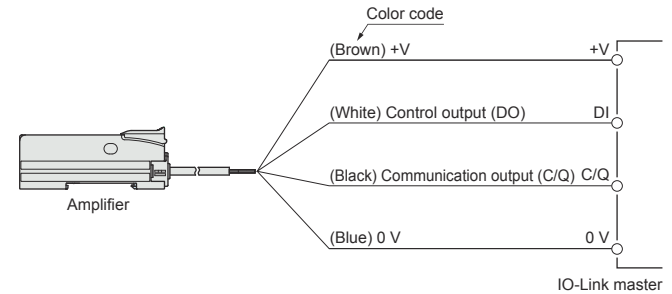 Color code
(Brown) +V +V
(White) Control output (DO) DI
(Black) Communication output (C/Q) C/Q
Amplifier
(Blue) 0 V 0 V
IO-Link master